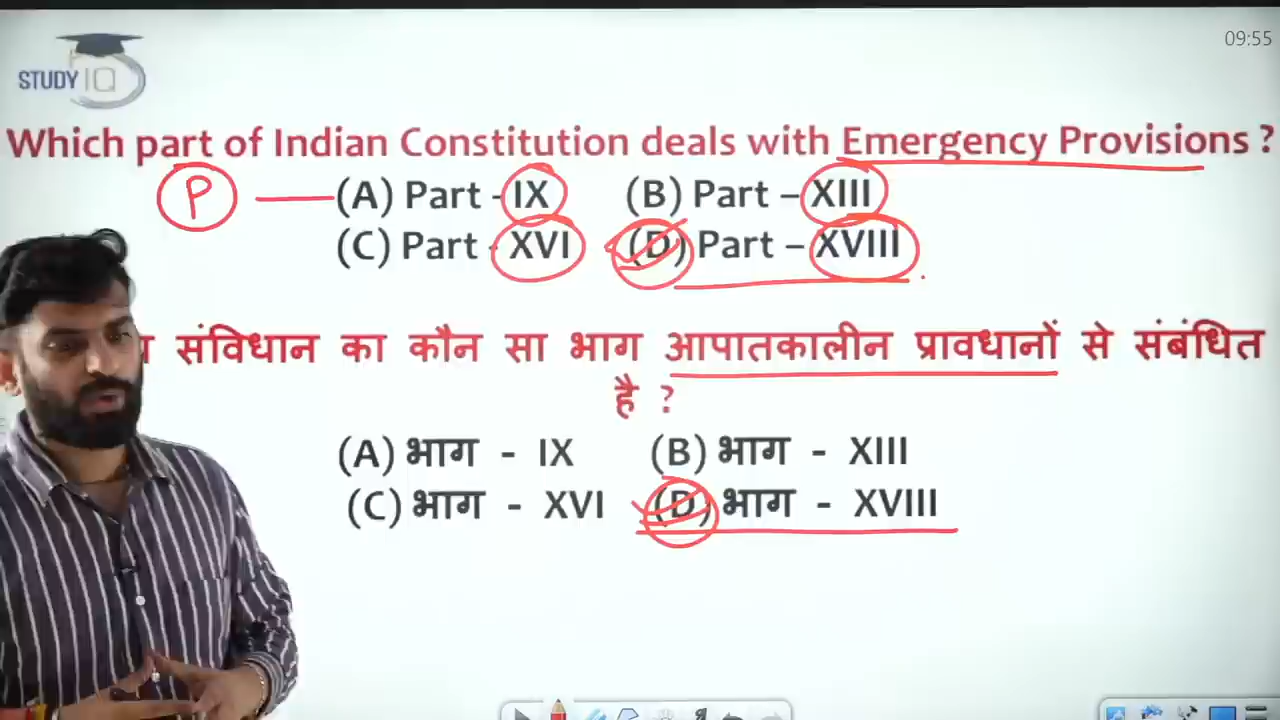 09:55
STUDY IQ
Which part of Indian Constitution deals with Emergency Provisions ?
P (A) Part - IX (B) Part – XIII
(C) Part - XVI (D) Part – XVIII
संविधान का कौन सा भाग आपातकालीन प्रावधानों से संबंधित
है ?
(A) भाग - IX (B) भाग - XIII
(C) भाग - XVI (D) भाग - XVIII